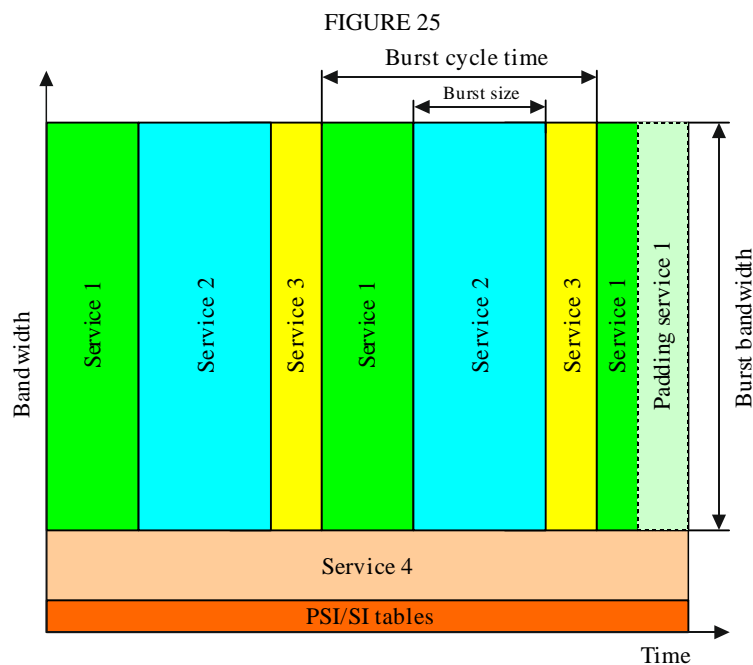 FIGURE 25
Burst cycle time
Burst size
Bandwidth
Service 1
Service 2
Service 3
Service 1
Service 2
Service 3
Service 1
Padding service 1
Burst bandwidth
Service 4
PSI/SI tables
Time